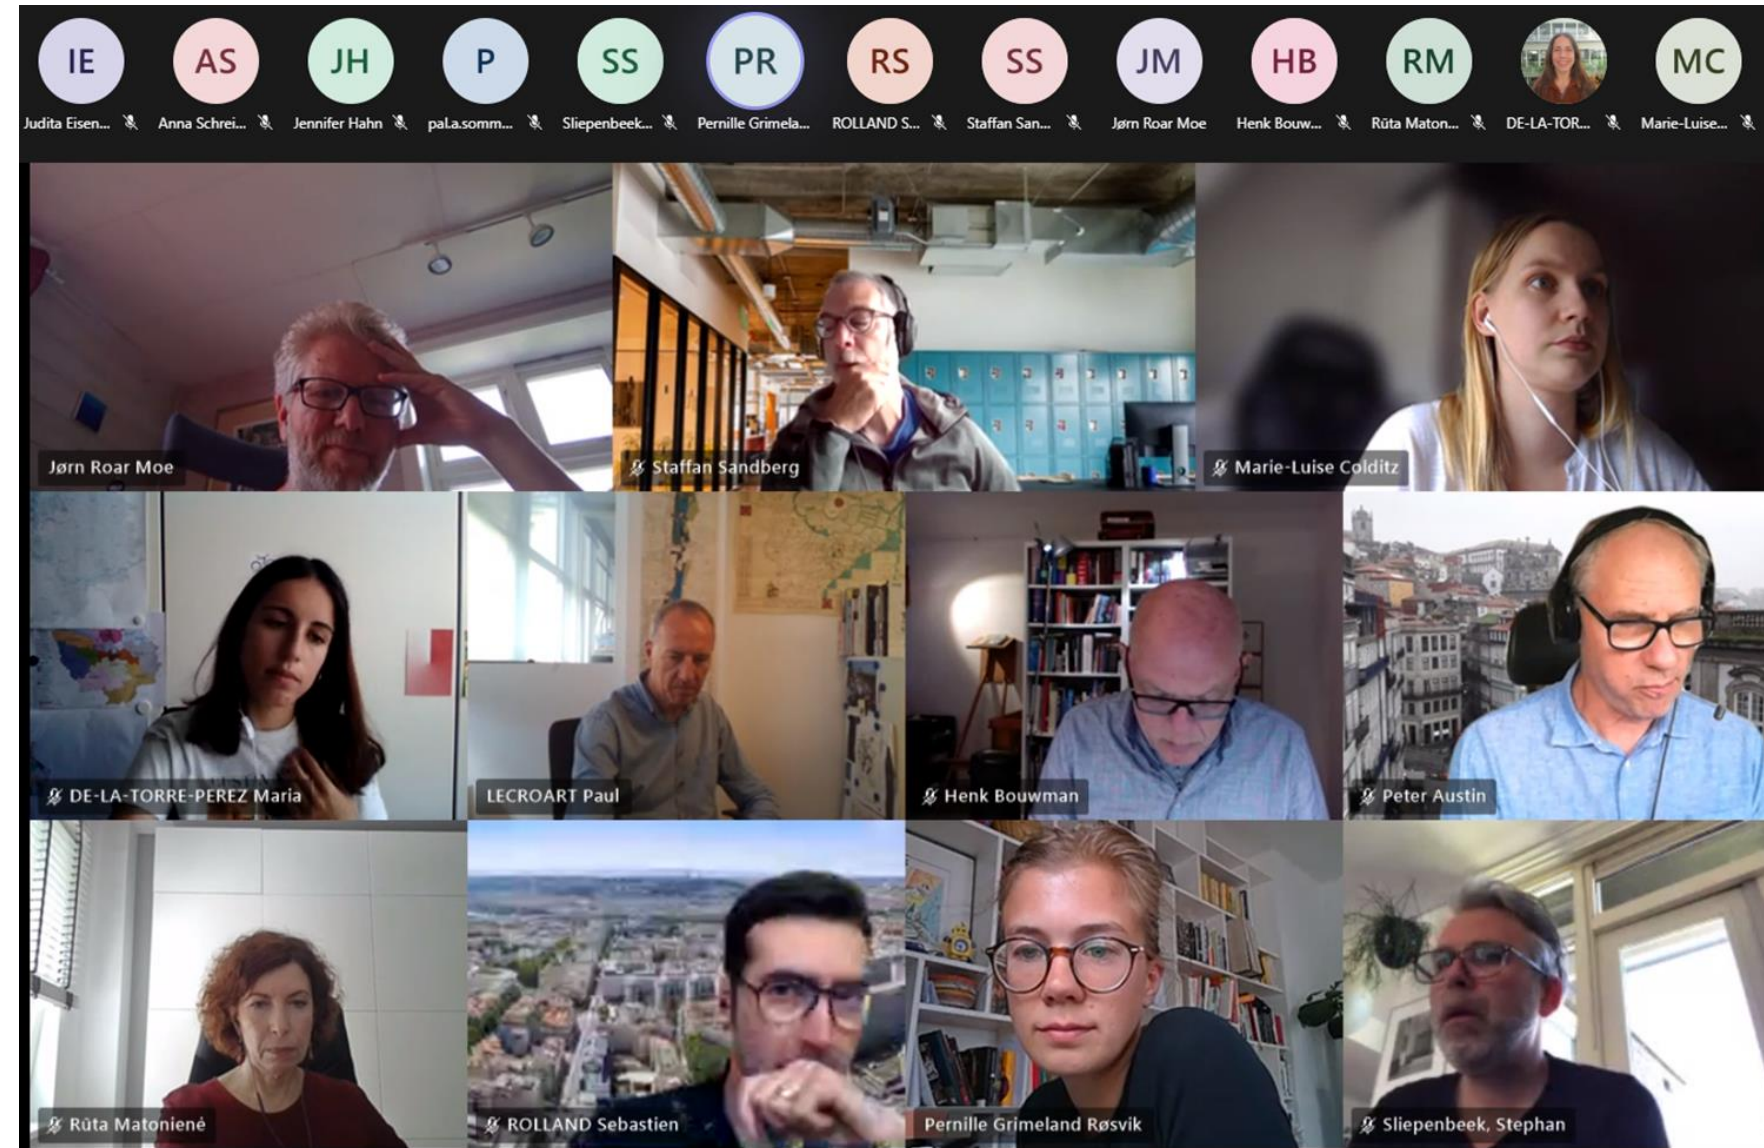 IE
AS
JH
P
SS
PR
RS
SS
JM
HB
RM
MC
Judita Eisen...
Anna Schrei...
Jennifer Hahn
pal.a.somm...
Sliepenbeek...
Pernille Grimela...
ROLLAND S...
Staffan San...
Jørn Roar Moe
Henk Bouw...
Rūta Maton...
DE-LA-TOR...
Marie-Luise...
Jørn Roar Moe
Staffan Sandberg
Marie-Luise Colditz
DE-LA-TORRE-PEREZ Maria
LECROART Paul
Henk Bouwman
Peter Austin
Rūta Matonienė
ROLLAND Sebastien
Pernille Grimeland Røsvik
Sliepenbeek, Stephan